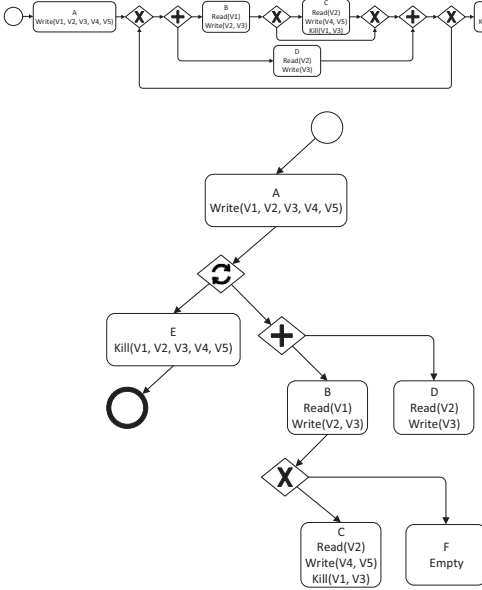 A
Write(V1, V2, V3, V4, V5)
B
Read(V1)
Write(V2, V3)
C
Read(V2)
Write(V4, V5)
Kill(V1, V3)
D
Read(V2)
Write(V3)
A
Write(V1, V2, V3, V4, V5)
E
Kill(V1, V2, V3, V4, V5)
B
Read(V1)
Write(V2, V3)
D
Read(V2)
Write(V3)
C
Read(V2)
Write(V4, V5)
Kill(V1, V3)
F
Empty